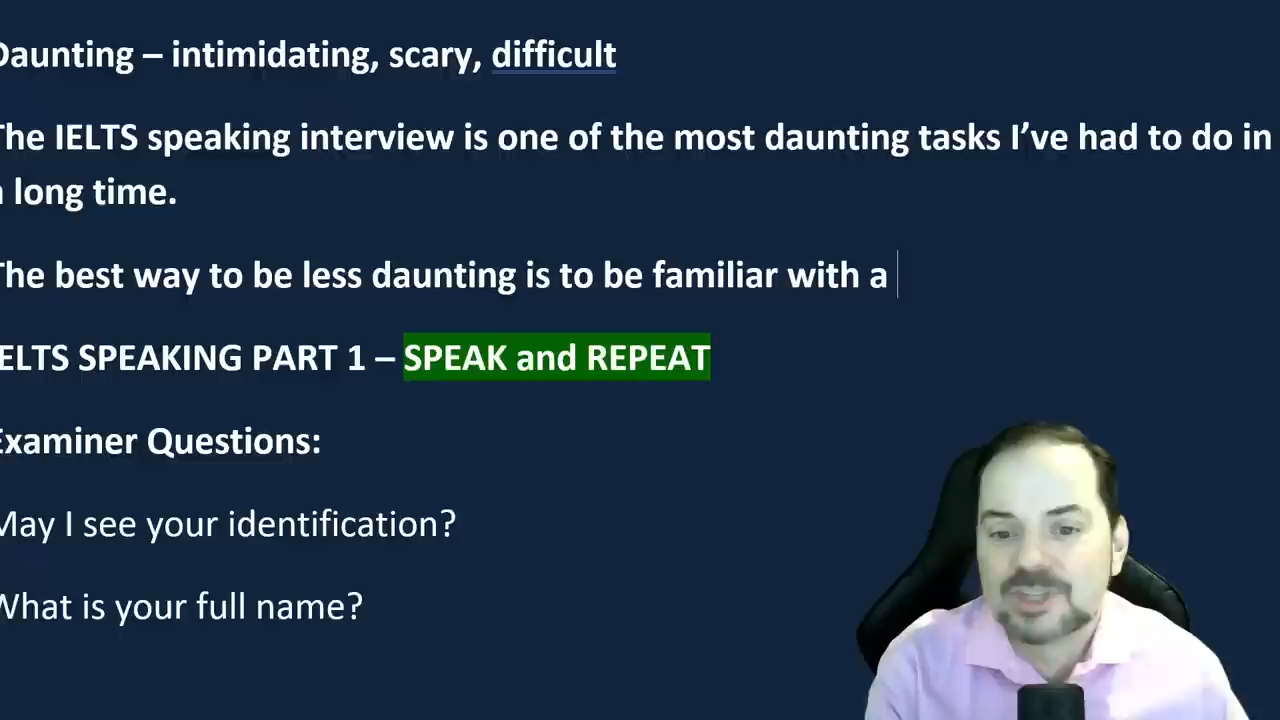 Daunting – intimidating, scary, difficult
The IELTS speaking interview is one of the most daunting tasks I’ve had to do in
a long time.
The best way to be less daunting is to be familiar with a
IELTS SPEAKING PART 1 – SPEAK and REPEAT
Examiner Questions:
May I see your identification?
What is your full name?